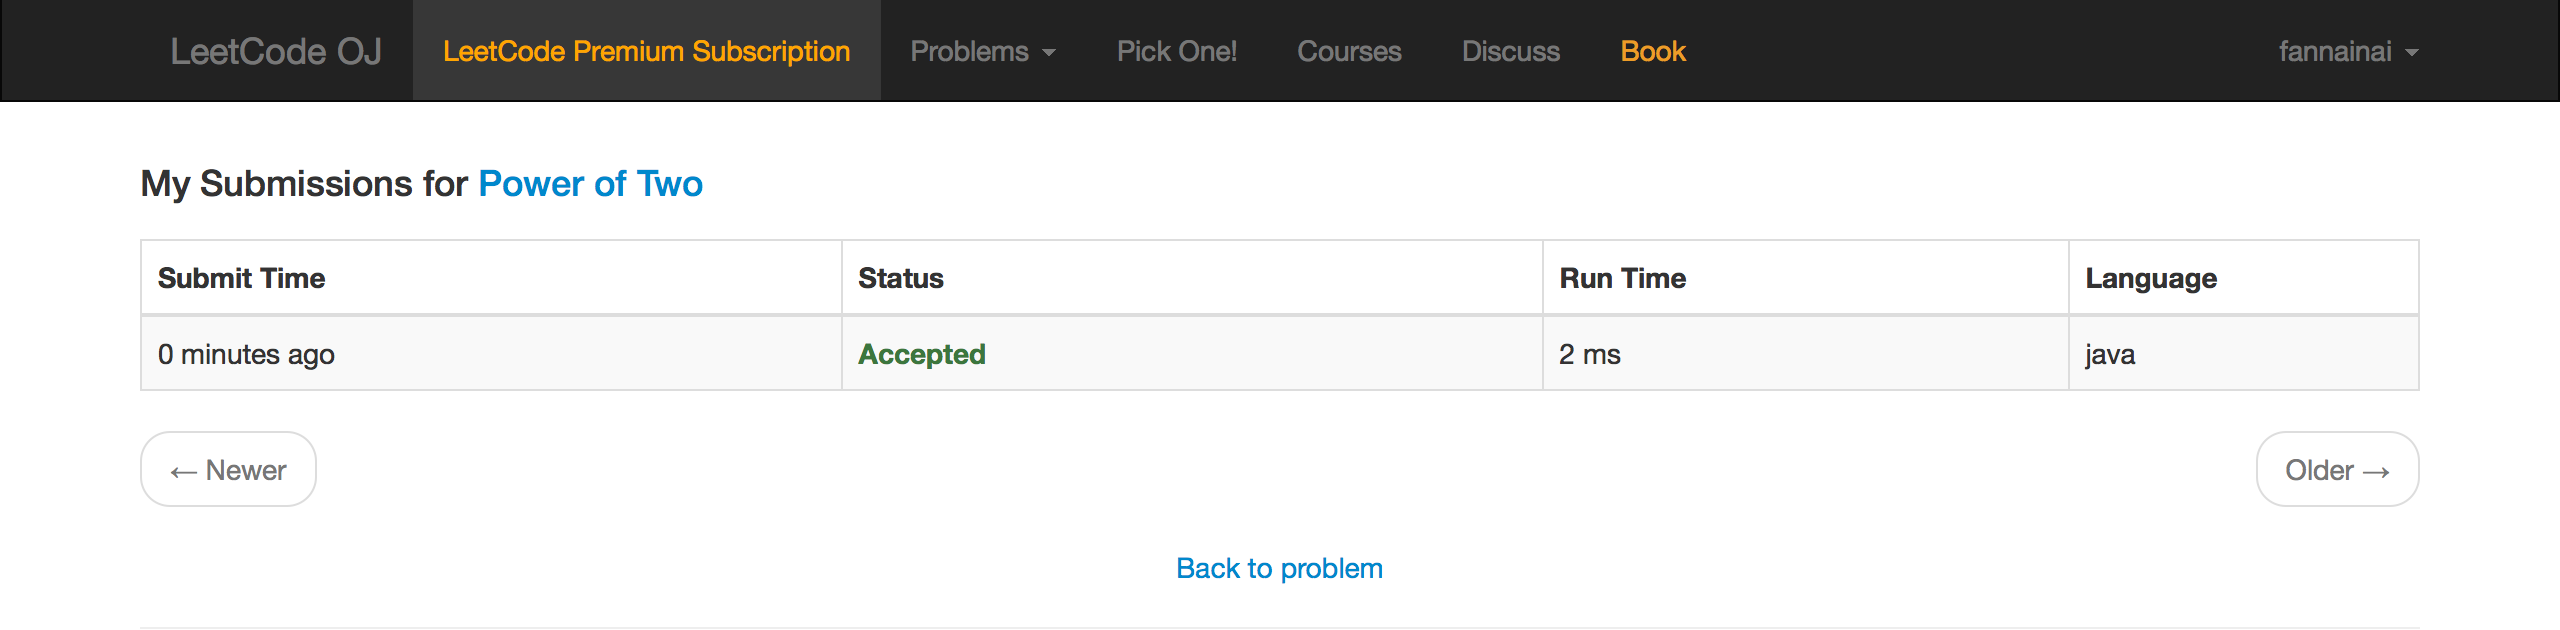 LeetCode OJ LeetCode Premium Subscription Problems Pick One! Courses Discuss Book fannainai
My Submissions for Power of Two
Submit Time Status Run Time Language
0 minutes ago Accepted 2 ms java
← Newer Older →
Back to problem